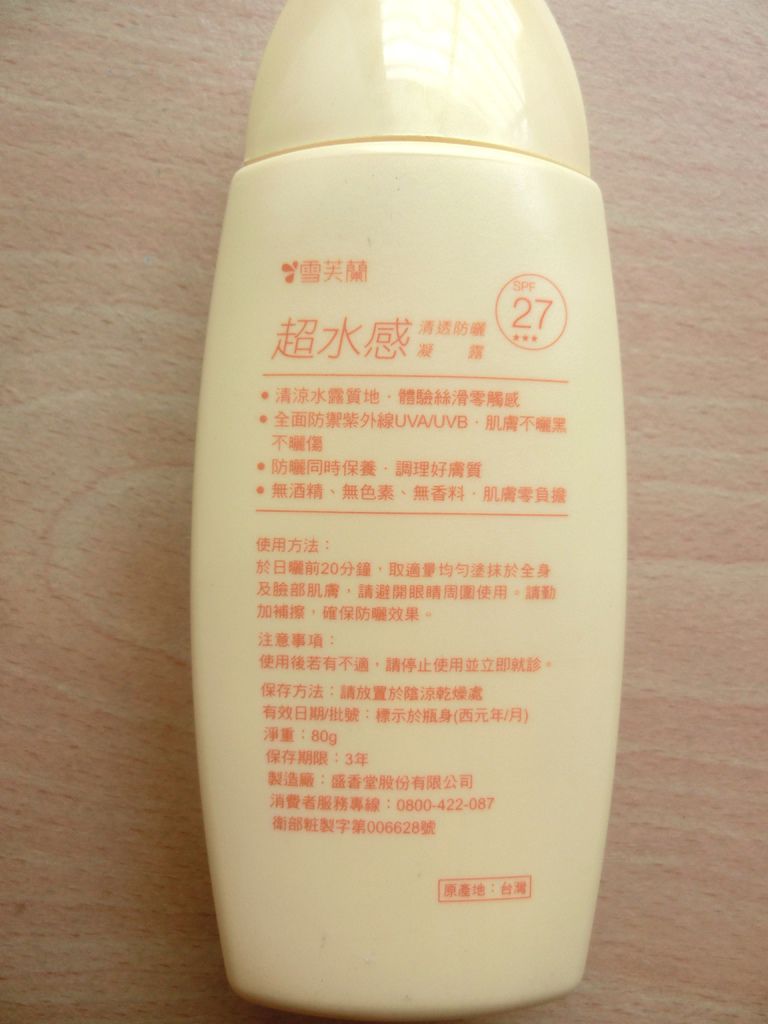 雪芙蘭
超水感 清透防曬
凝 露
SPF
27
★★★
• 清涼水露質地‧體驗絲滑零觸感
• 全面防禦紫外線UVA/UVB‧肌膚不曬黑
不曬傷
• 防曬同時保養‧調理好膚質
• 無酒精、無色素、無香料‧肌膚零負擔
使用方法：
於日曬前20分鐘，取適量均勻塗抹於全身
及臉部肌膚，請避開眼睛周圍使用。請勤
加補擦，確保防曬效果。
注意事項：
使用後若有不適，請停止使用並立即就診。
保存方法：請放置於陰涼乾燥處
有效日期/批號：標示於瓶身(西元年/月)
淨重：80g
保存期限：3年
製造廠：盛香堂股份有限公司
消費者服務專線：0800-422-087
衛部粧製字第006628號
原產地：台灣